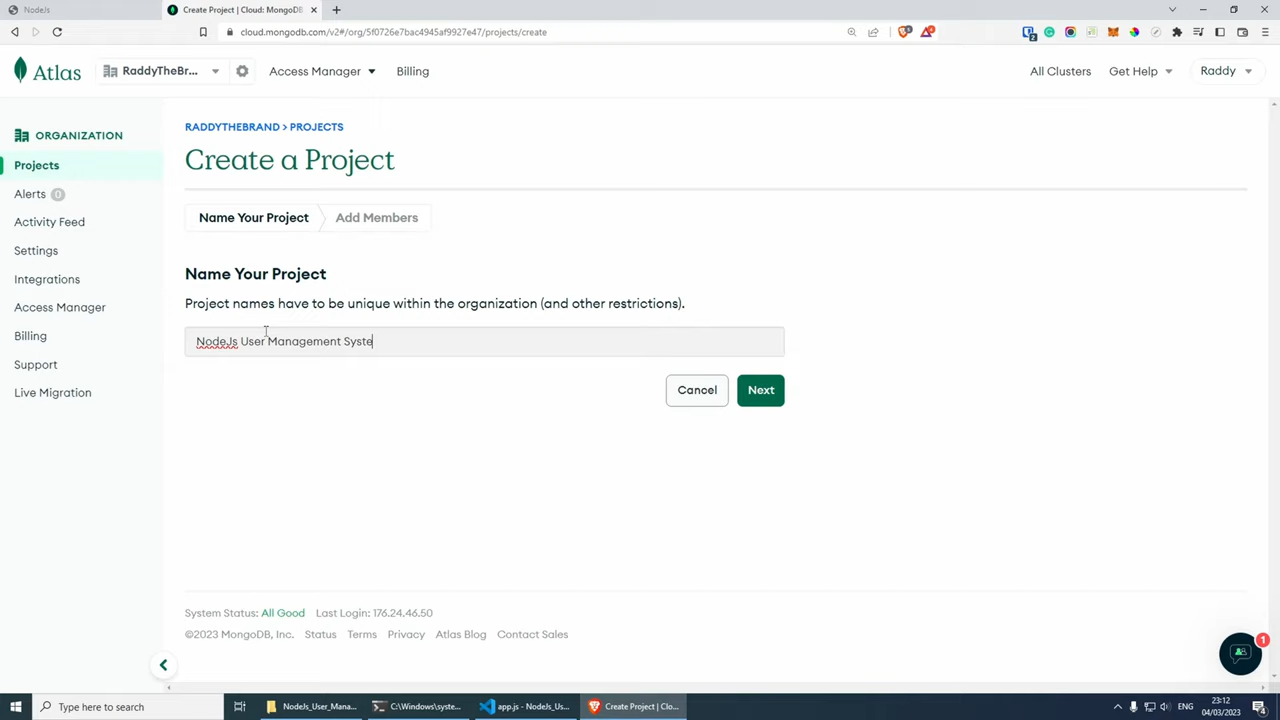 NodeJs
Create Project | Cloud: MongoDB
cloud.mongodb.com/v2#/org/5f0726e7bac4945af9927e47/projects/create
Atlas
RaddyTheBr...
Access Manager
Billing
All Clusters
Get Help
Raddy
ORGANIZATION
Projects
Alerts 0
Activity Feed
Settings
Integrations
Access Manager
Billing
Support
Live Migration
RADDYTHEBRAND > PROJECTS
Create a Project
Name Your Project
Add Members
Name Your Project
Project names have to be unique within the organization (and other restrictions).
NodeJs User Management Syste
Cancel
Next
System Status: All Good Last Login: 176.24.46.50
©2023 MongoDB, Inc. Status Terms Privacy Atlas Blog Contact Sales
1
Type here to search
NodeJs_User_Mana...
C:\Windows\syste...
app.js - NodeJs_Us...
Create Project | Clo...
ENG
23:12
04/03/2023